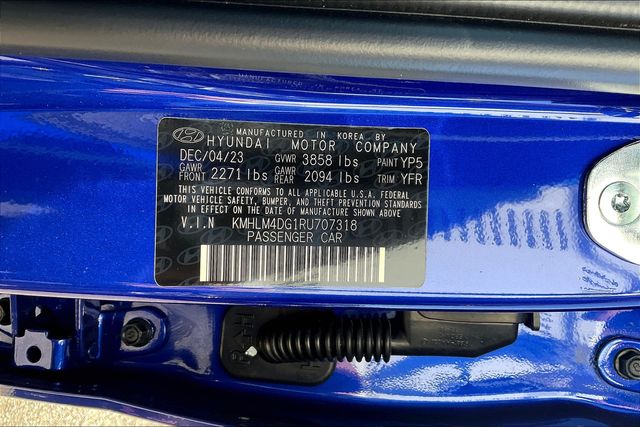 MANUFACTURED IN KOREA BY
HYUNDAI MOTOR COMPANY
DEC/04/23 GVWR 3858 lbs PAINT YP5
GAWR FRONT 2271 lbs GAWR REAR 2094 lbs TRIM YFR
THIS VEHICLE CONFORMS TO ALL APPLICABLE U.S.A. FEDERAL
MOTOR VEHICLE SAFETY, BUMPER, AND THEFT PREVENTION STANDARDS
IN EFFECT ON THE DATE OF MANUFACTURE SHOWN ABOVE.
V.I.N KMHLM4DG1RU707318
PASSENGER CAR